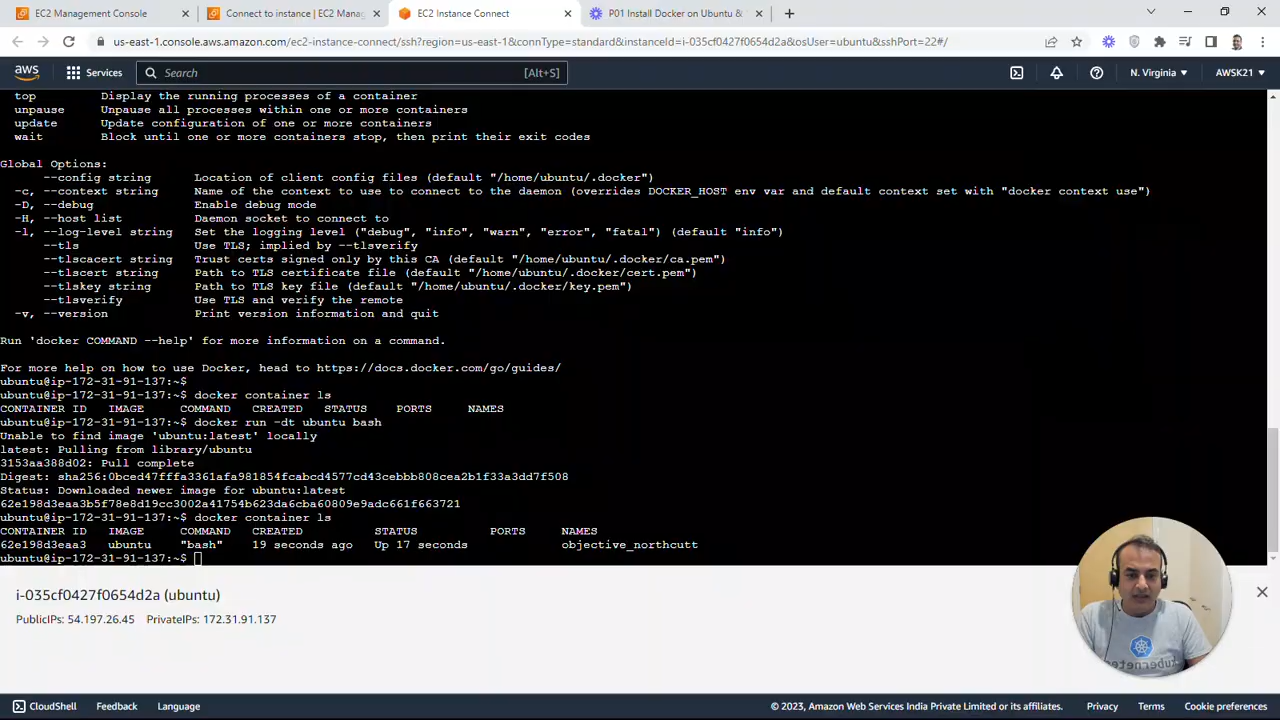 EC2 Management Console
Connect to instance | EC2 Manag
EC2 Instance Connect
P01 Install Docker on Ubuntu &
us-east-1.console.aws.amazon.com/ec2-instance-connect/ssh?region=us-east-1&connType=standard&instanceId=i-035cf0427f0654d2a&osUser=ubuntu&sshPort=22#/
aws Services Search [Alt+S] N. Virginia AWSK21
top Display the running processes of a container
unpause Unpause all processes within one or more containers
update Update configuration of one or more containers
wait Block until one or more containers stop, then print their exit codes
Global Options:
--config string Location of client config files (default "/home/ubuntu/.docker")
-c, --context string Name of the context to use to connect to the daemon (overrides DOCKER_HOST env var and default context set with "docker context use")
-D, --debug Enable debug mode
-H, --host list Daemon socket to connect to
-l, --log-level string Set the logging level ("debug", "info", "warn", "error", "fatal") (default "info")
--tls Use TLS; implied by --tlsverify
--tlscacert string Trust certs signed only by this CA (default "/home/ubuntu/.docker/ca.pem")
--tlscert string Path to TLS certificate file (default "/home/ubuntu/.docker/cert.pem")
--tlskey string Path to TLS key file (default "/home/ubuntu/.docker/key.pem")
--tlsverify Use TLS and verify the remote
-v, --version Print version information and quit
Run 'docker COMMAND --help' for more information on a command.
For more help on how to use Docker, head to https://docs.docker.com/go/guides/
ubuntu@ip-172-31-91-137:~$
ubuntu@ip-172-31-91-137:~$ docker container ls
CONTAINER ID IMAGE COMMAND CREATED STATUS PORTS NAMES
ubuntu@ip-172-31-91-137:~$ docker run -dt ubuntu bash
Unable to find image 'ubuntu:latest' locally
latest: Pulling from library/ubuntu
3153aa388d02: Pull complete
Digest: sha256:0bced47fffa3361afa981854fcabcd4577cd43cebbb808cea2b1f33a3dd7f508
Status: Downloaded newer image for ubuntu:latest
62e198d3eaa3b5f78e8d19cc3002a41754b623da6cba60809e9adc661f663721
ubuntu@ip-172-31-91-137:~$ docker container ls
CONTAINER ID IMAGE COMMAND CREATED STATUS PORTS NAMES
62e198d3eaa3 ubuntu "bash" 19 seconds ago Up 17 seconds objective_northcutt
ubuntu@ip-172-31-91-137:~$
i-035cf0427f0654d2a (ubuntu)
PublicIPs: 54.197.26.45 PrivateIPs: 172.31.91.137
CloudShell Feedback Language © 2023, Amazon Web Services India Private Limited or its affiliates. Privacy Terms Cookie preferences